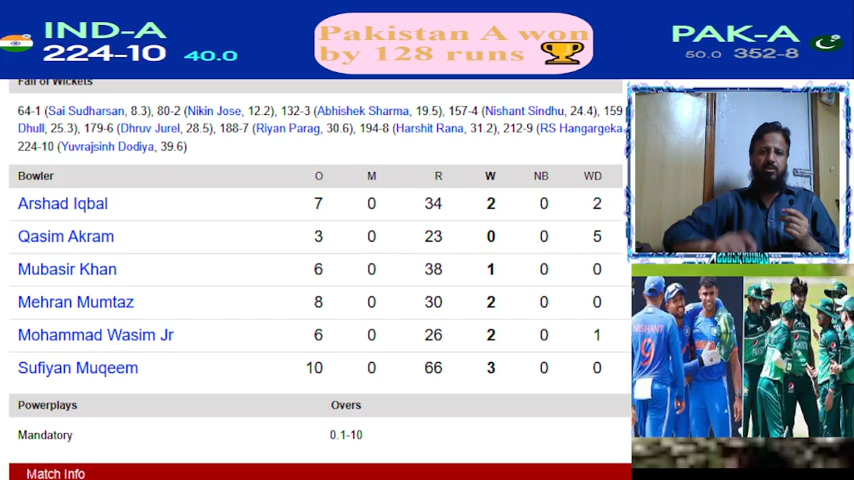 IND-A
224-10 40.0
Pakistan A won
by 128 runs
PAK-A
50.0 352-8
Fall of Wickets
64-1 (Sai Sudharsan, 8.3), 80-2 (Nikin Jose, 12.2), 132-3 (Abhishek Sharma, 19.5), 157-4 (Nishant Sindhu, 24.4), 159
Dhull, 25.3), 179-6 (Dhruv Jurel, 28.5), 188-7 (Riyan Parag, 30.6), 194-8 (Harshit Rana, 31.2), 212-9 (RS Hangargeka
224-10 (Yuvrajsinh Dodiya, 39.6)
Bowler O M R W NB WD
Arshad Iqbal 7 0 34 2 0 2
Qasim Akram 3 0 23 0 0 5
Mubasir Khan 6 0 38 1 0 0
Mehran Mumtaz 8 0 30 2 0 0
Mohammad Wasim Jr 6 0 26 2 0 1
Sufiyan Muqeem 10 0 66 3 0 0
Powerplays Overs
Mandatory 0.1-10
Match Info
NISHANT
9